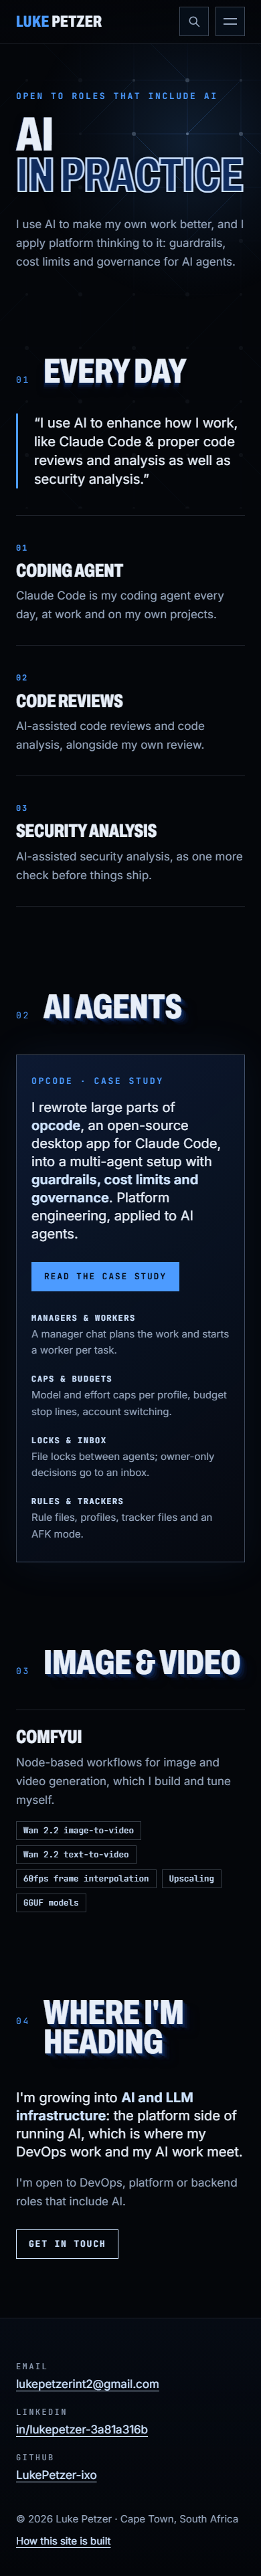 LUKE PETZER
OPEN TO ROLES THAT INCLUDE AI
AI
IN PRACTICE
I use AI to make my own work better, and I
apply platform thinking to it: guardrails,
cost limits and governance for AI agents.
01 EVERY DAY
“I use AI to enhance how I work,
like Claude Code & proper code
reviews and analysis as well as
security analysis.”
01
CODING AGENT
Claude Code is my coding agent every
day, at work and on my own projects.
02
CODE REVIEWS
AI-assisted code reviews and code
analysis, alongside my own review.
03
SECURITY ANALYSIS
AI-assisted security analysis, as one more
check before things ship.
02 AI AGENTS
OPCODE · CASE STUDY
I rewrote large parts of
opcode, an open-source
desktop app for Claude Code,
into a multi-agent setup with
guardrails, cost limits and
governance. Platform
engineering, applied to AI
agents.
READ THE CASE STUDY
MANAGERS & WORKERS
A manager chat plans the work and starts
a worker per task.
CAPS & BUDGETS
Model and effort caps per profile, budget
stop lines, account switching.
LOCKS & INBOX
File locks between agents; owner-only
decisions go to an inbox.
RULES & TRACKERS
Rule files, profiles, tracker files and an
AFK mode.
03 IMAGE & VIDEO
COMFYUI
Node-based workflows for image and
video generation, which I build and tune
myself.
Wan 2.2 image-to-video
Wan 2.2 text-to-video
60fps frame interpolation Upscaling
GGUF models
04 WHERE I'M
HEADING
I'm growing into AI and LLM
infrastructure: the platform side of
running AI, which is where my
DevOps work and my AI work meet.
I'm open to DevOps, platform or backend
roles that include AI.
GET IN TOUCH
EMAIL
lukepetzerint2@gmail.com
LINKEDIN
in/lukepetzer-3a81a316b
GITHUB
LukePetzer-ixo
© 2026 Luke Petzer · Cape Town, South Africa
How this site is built